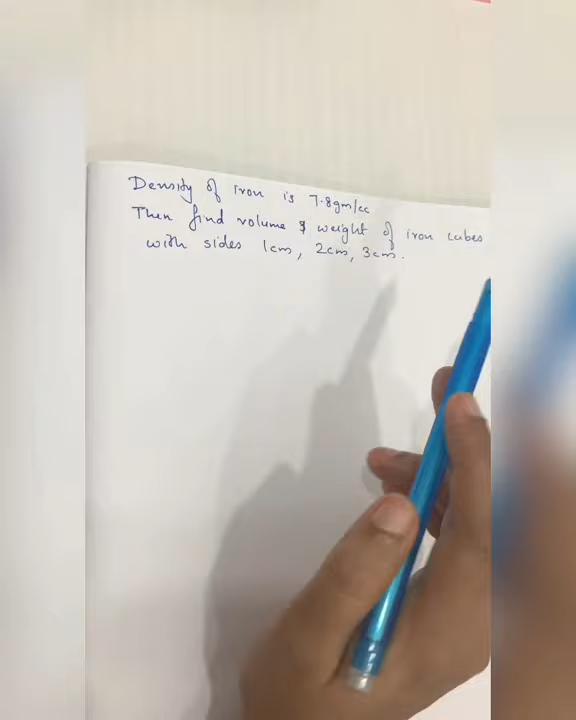 Density of iron is 7.8gm/cc
Then find volume & weight of iron cubes
with sides 1cm, 2cm, 3cm.